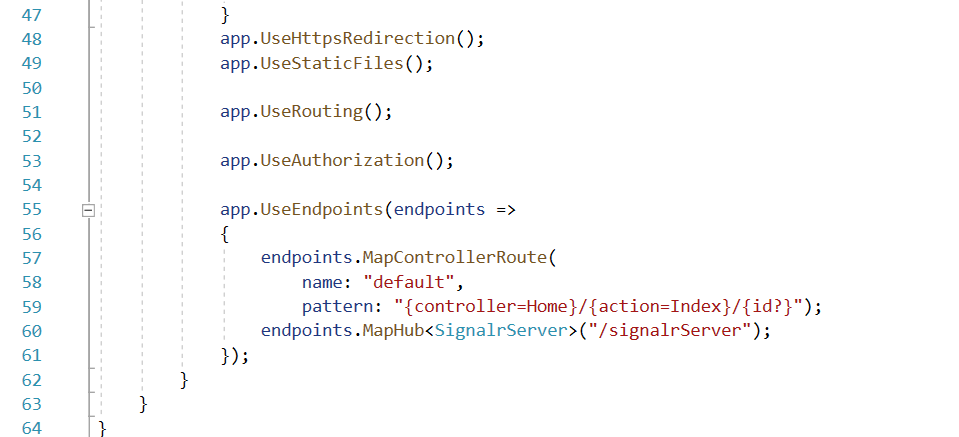 47                }
48                app.UseHttpsRedirection();
49                app.UseStaticFiles();
50
51                app.UseRouting();
52
53                app.UseAuthorization();
54
55                app.UseEndpoints(endpoints =>
56                {
57                    endpoints.MapControllerRoute(
58                        name: "default",
59                        pattern: "{controller=Home}/{action=Index}/{id?}");
60                    endpoints.MapHub<SignalrServer>("/signalrServer");
61                });
62            }
63        }
64    }